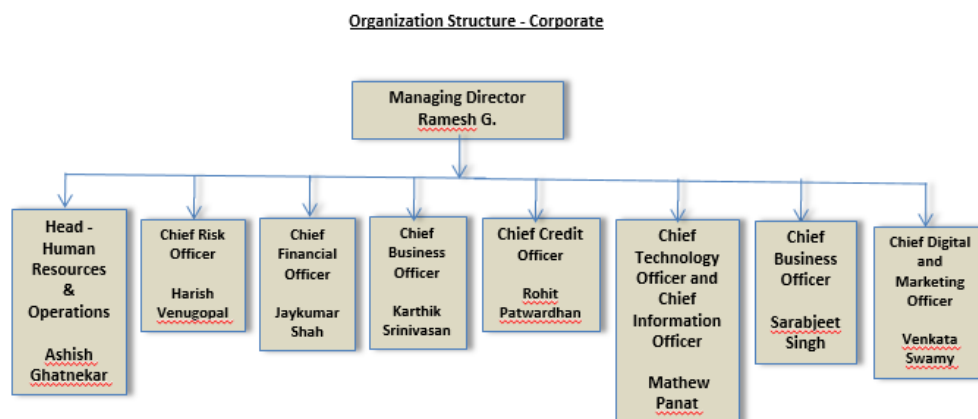 Organization Structure - Corporate
Managing Director
Ramesh G.
Head -
Human
Resources
&
Operations
Ashish
Ghatnekar
Chief Risk
Officer
Harish
Venugopal
Chief
Financial
Officer
Jaykumar
Shah
Chief
Business
Officer
Karthik
Srinivasan
Chief Credit
Officer
Rohit
Patwardhan
Chief
Technology
Officer and
Chief
Information
Officer
Mathew
Panat
Chief
Business
Officer
Sarabjeet
Singh
Chief Digital
and
Marketing
Officer
Venkata
Swamy